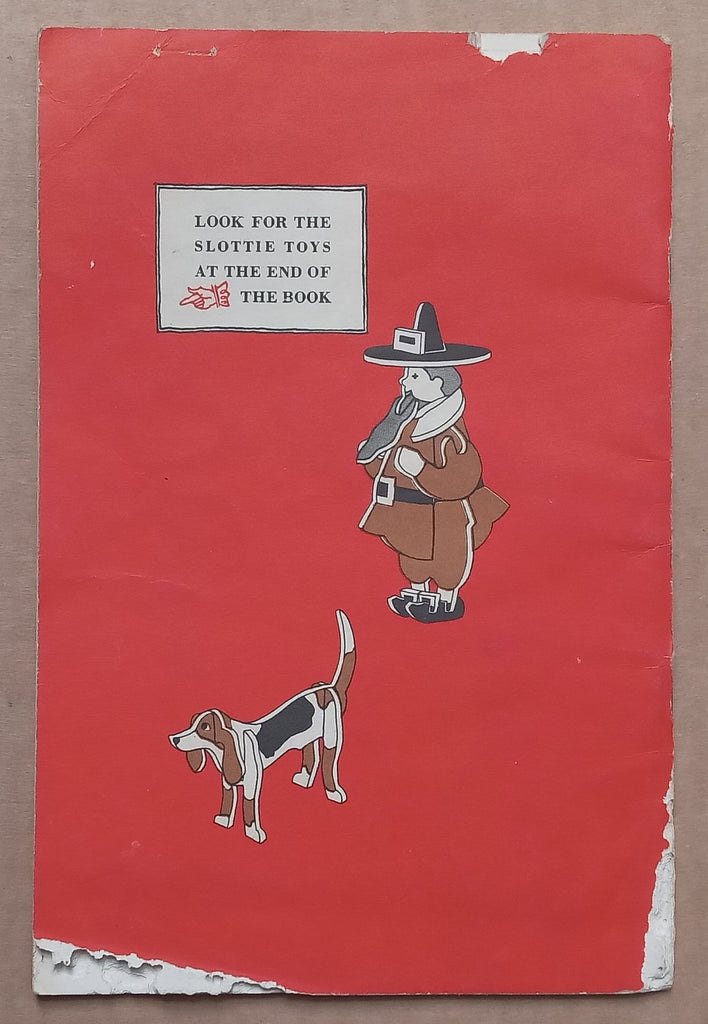 LOOK FOR THE
SLOTTIE TOYS
AT THE END OF
THE BOOK